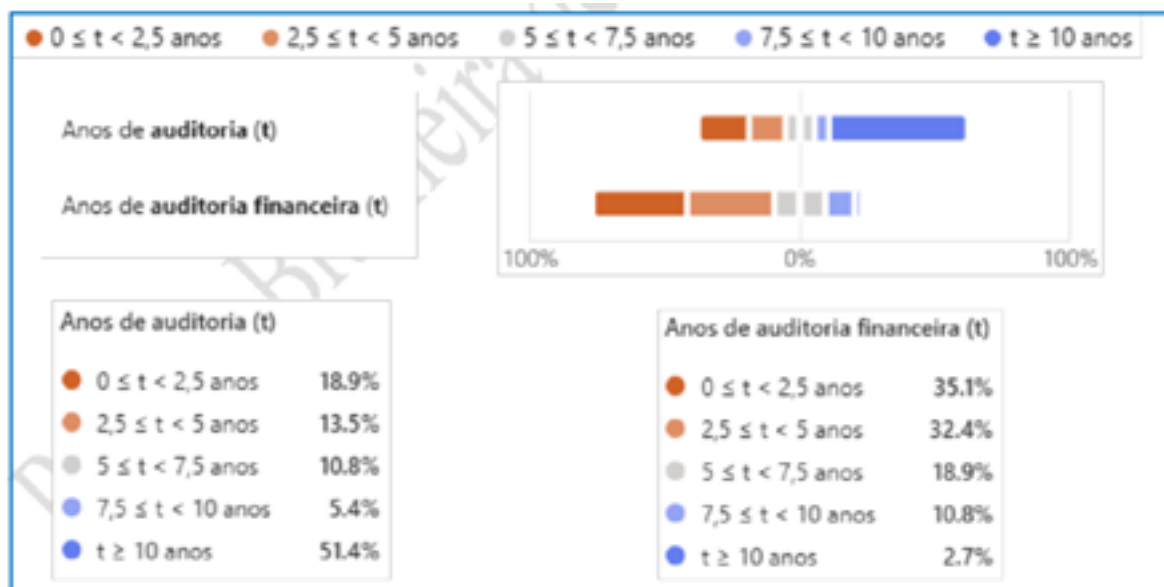 0 ≤ t < 2,5 anos 2,5 ≤ t < 5 anos 5 ≤ t < 7,5 anos 7,5 ≤ t < 10 anos t ≥ 10 anos
Anos de auditoria (t)
Anos de auditoria financeira (t)
100% 0% 100%
Anos de auditoria (t)
0 ≤ t < 2,5 anos 18.9%
2,5 ≤ t < 5 anos 13.5%
5 ≤ t < 7,5 anos 10.8%
7,5 ≤ t < 10 anos 5.4%
t ≥ 10 anos 51.4%
Anos de auditoria financeira (t)
0 ≤ t < 2,5 anos 35.1%
2,5 ≤ t < 5 anos 32.4%
5 ≤ t < 7,5 anos 18.9%
7,5 ≤ t < 10 anos 10.8%
t ≥ 10 anos 2.7%